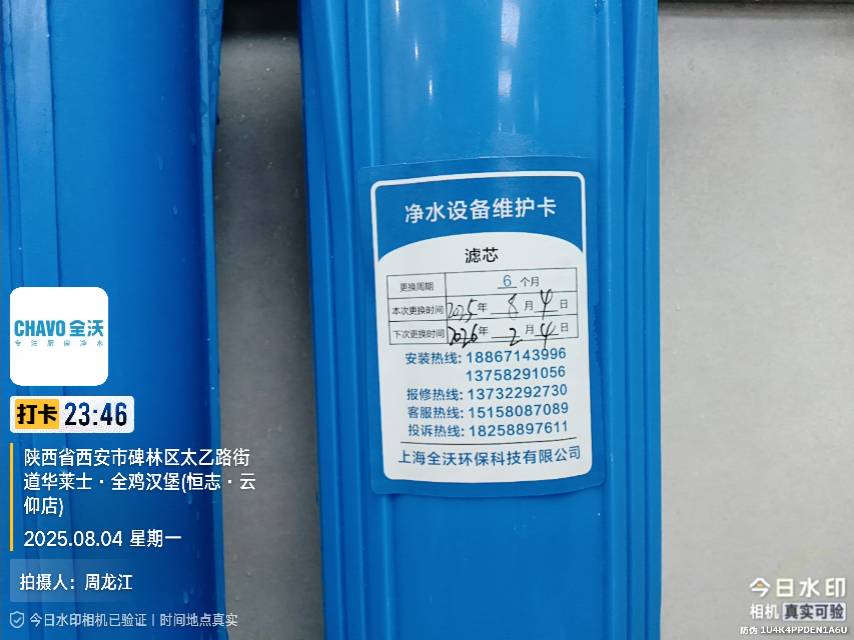 净水设备维护卡
滤芯
更换周期 6 个月
本次更换时间 2025 年 8 月 4 日
下次更换时间 2026 年 2 月 4 日
安装热线: 18867143996
13758291056
报修热线: 13732292730
客服热线: 15158087089
投诉热线: 18258897611
上海全沃环保科技有限公司
CHAVO 全沃
专注厨房净水
打卡 23:46
陕西省西安市碑林区太乙路街
道华莱士·全鸡汉堡(恒志·云
仰店)
2025.08.04 星期一
拍摄人: 周龙江
今日水印相机已验证 | 时间地点真实
今日水印
相机 真实可验
防伪 1U4K4PPDEN1A6U